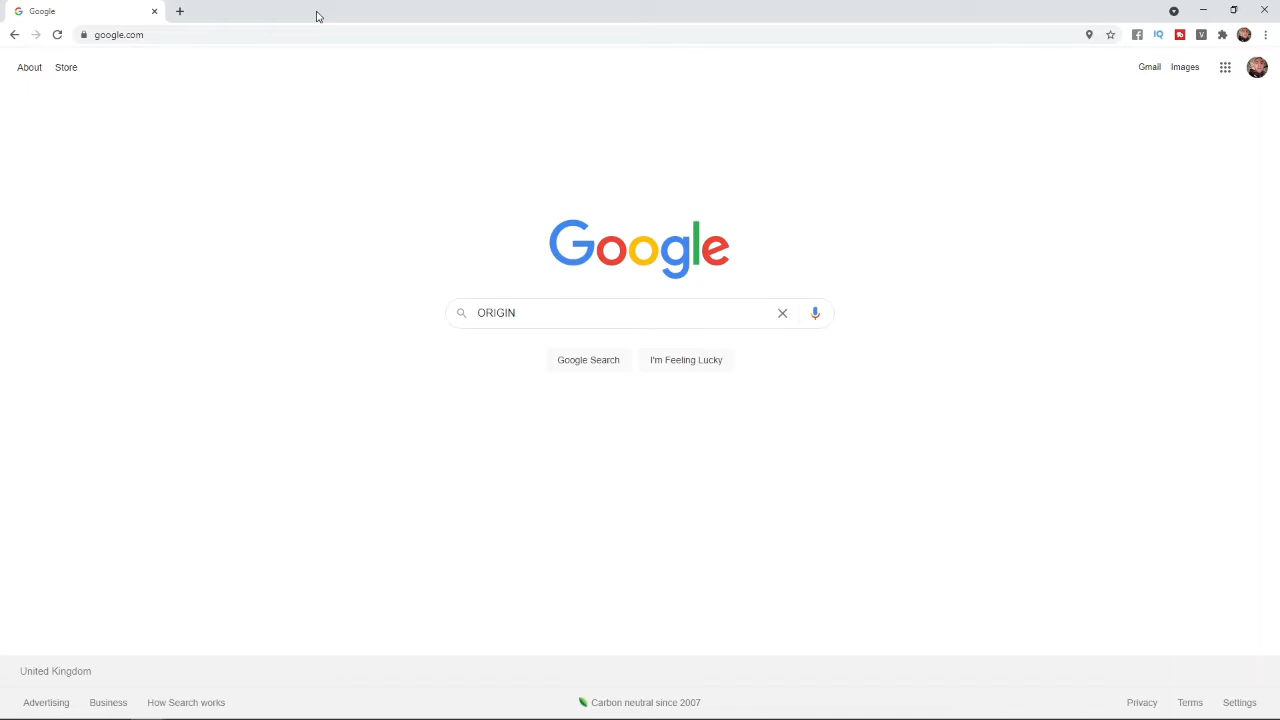 Google
google.com
IQ
V
About Store
Gmail Images
Google
ORIGIN
Google Search I'm Feeling Lucky
United Kingdom
Advertising Business How Search works
Carbon neutral since 2007
Privacy Terms Settings